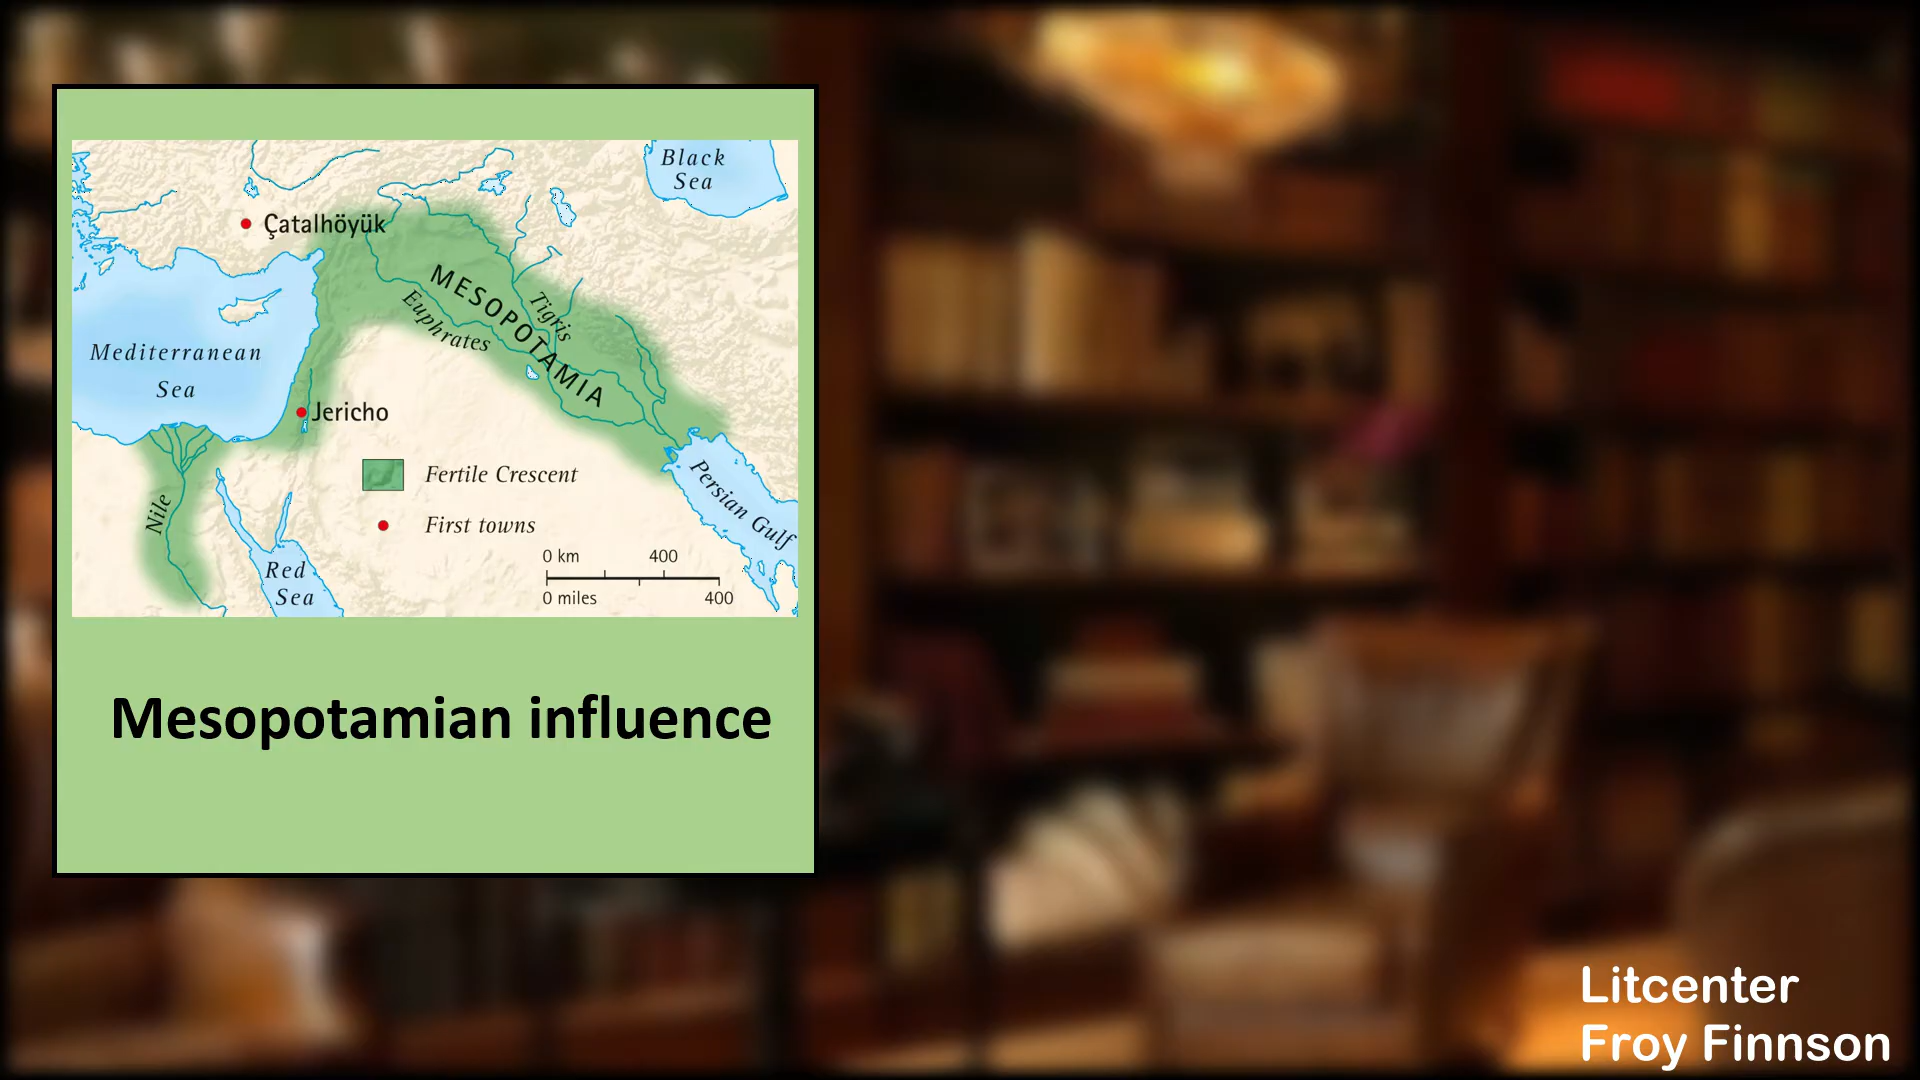 Black
Sea
Çatalhöyük
MESOPOTAMIA
Tigris
Euphrates
Mediterranean
Sea
Jericho
Fertile Crescent
Persian Gulf
Nile
First towns
0 km 400
Red
Sea
0 miles 400
Mesopotamian influence
Litcenter
Froy Finnson